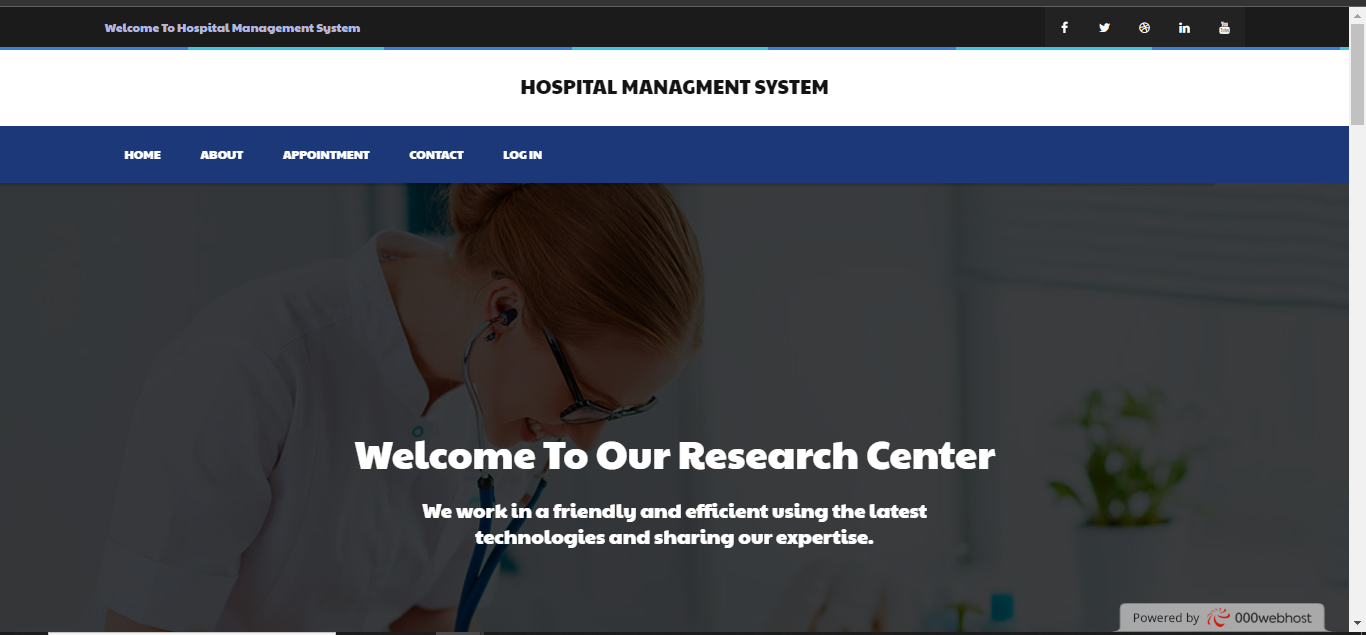 Welcome To Hospital Management System
HOSPITAL MANAGMENT SYSTEM
HOME ABOUT APPOINTMENT CONTACT LOG IN
Welcome To Our Research Center
We work in a friendly and efficient using the latest
technologies and sharing our expertise.
Powered by 000webhost